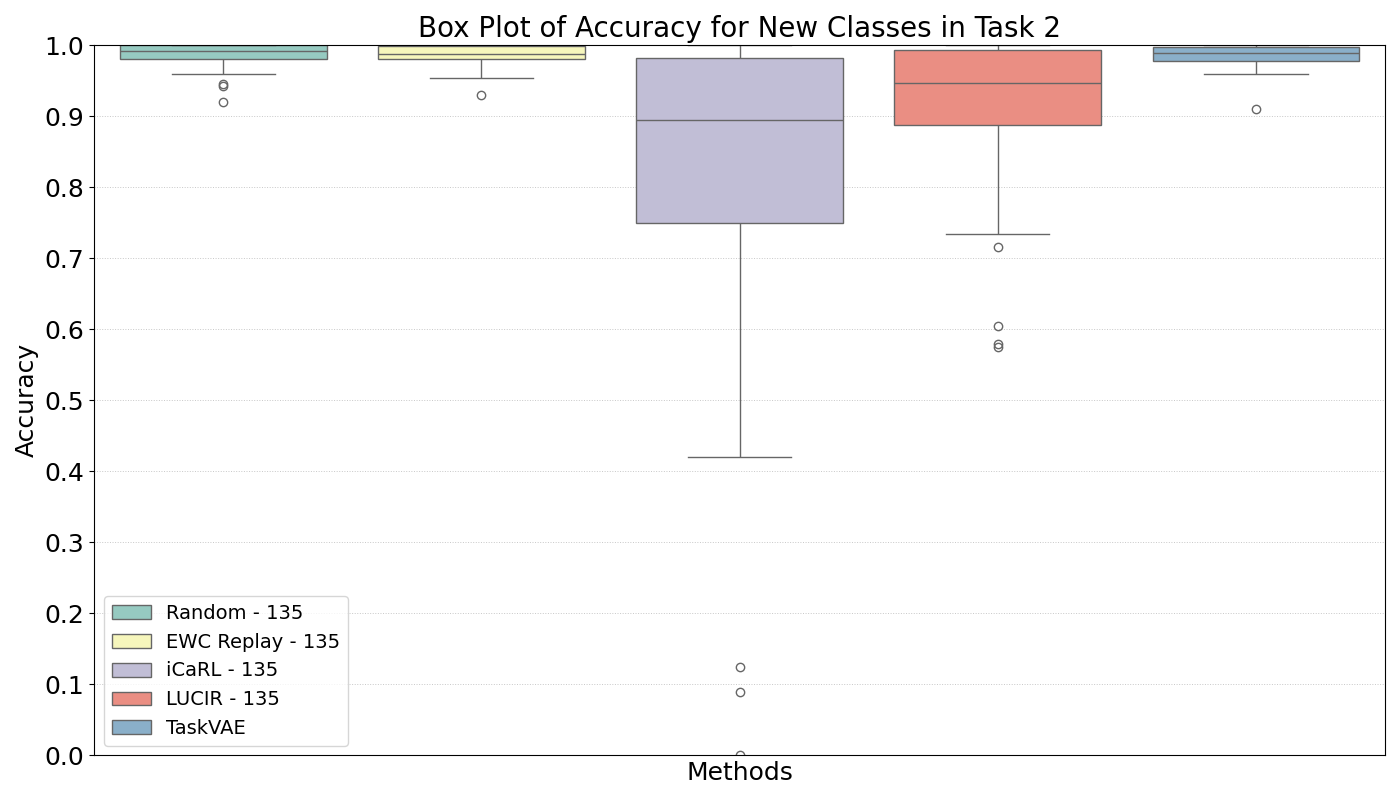 Box Plot of Accuracy for New Classes in Task 2
1.0
0.9
0.8
0.7
0.6
0.5
0.4
0.3
0.2
0.1
0.0
Accuracy
Random - 135
EWC Replay - 135
iCaRL - 135
LUCIR - 135
TaskVAE
Methods